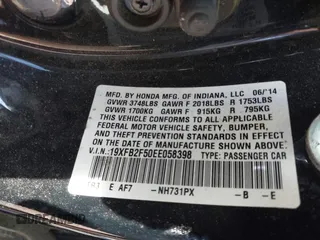 MFD. BY HONDA MFG. OF INDIANA, LLC 06/14
GVWR 3748LBS GAWR F 2018LBS R 1753LBS
GVWR 1700KG GAWR F 915KG R 795KG
THIS VEHICLE CONFORMS TO ALL APPLICABLE
FEDERAL MOTOR VEHICLE SAFETY, BUMPER,
AND THEFT PREVENTION STANDARDS IN EFFECT
ON THE DATE OF MANUFACTURE SHOWN ABOVE.
V.I.N.: 19XFB2F50EE058398 TYPE: PASSENGER CAR
E AF7 -NH731PX -B -E